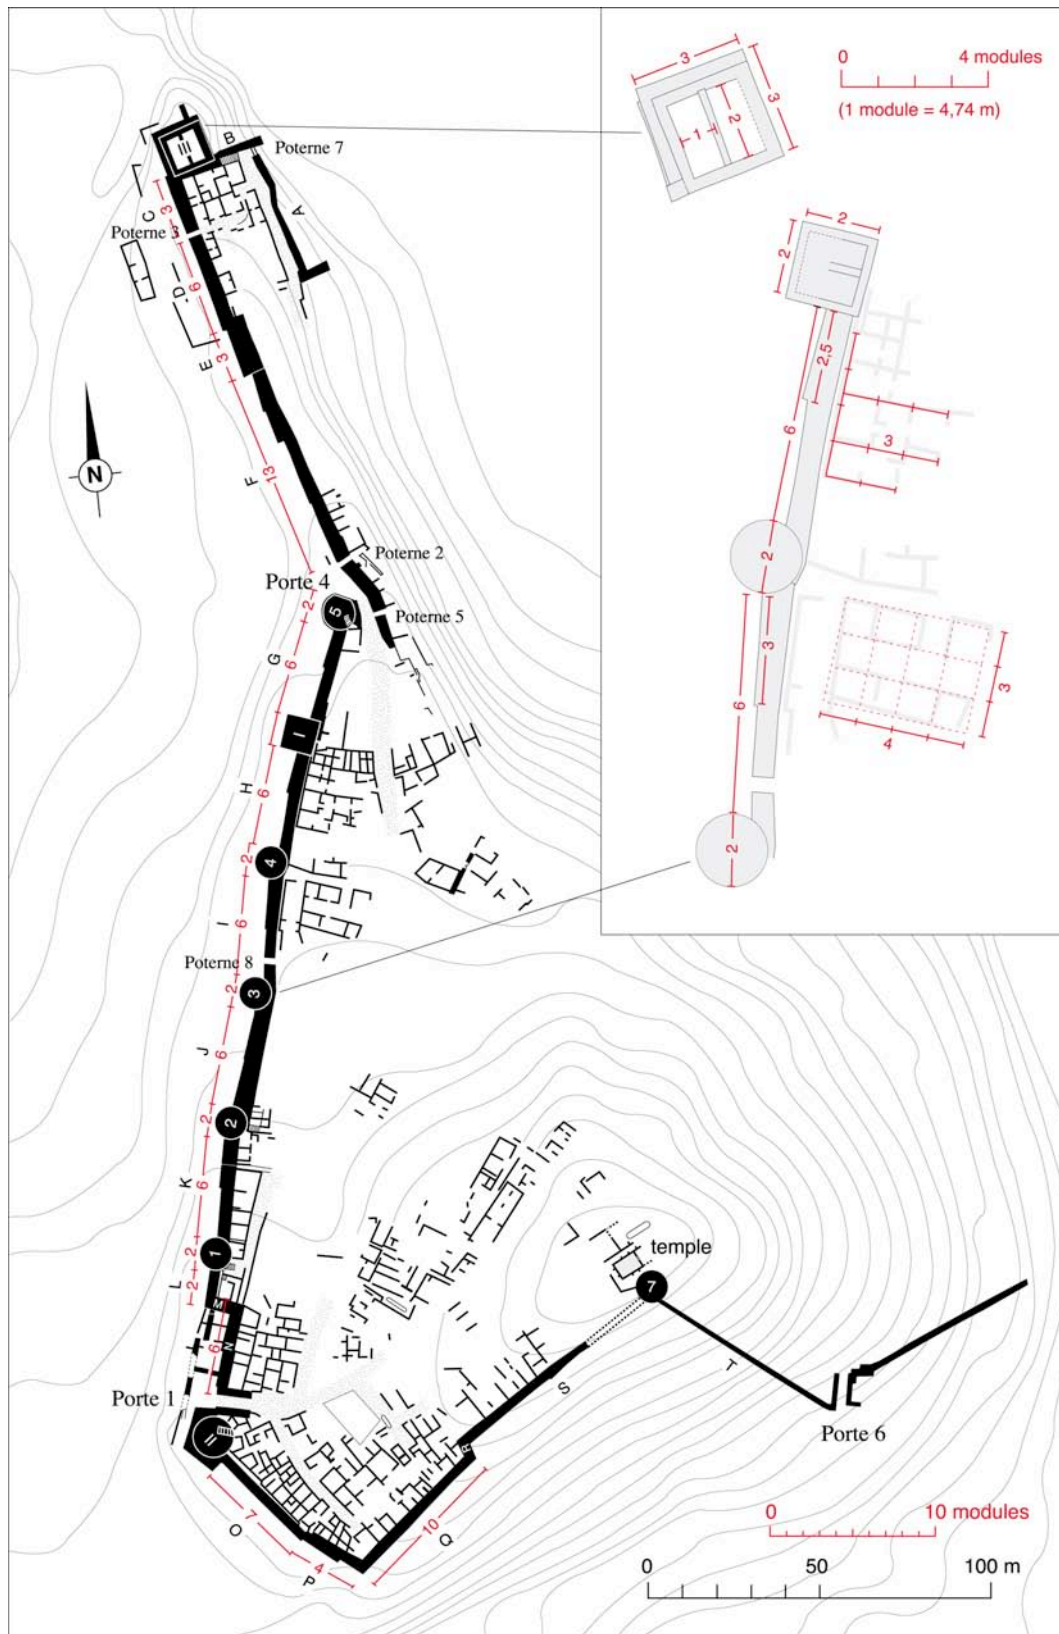 3
3
1
2
0 4 modules
(1 module = 4,74 m)
2
2
2,5
6
3
2
3
6
4
3
2
B
Poterne 7
III
A
C
3
Poterne 3
D
6
E
3
F
13
Poterne 2
Porte 4
5
2
Poterne 5
G
6
I
H
6
4
2
I
6
Poterne 8
3
2
J
6
2
2
K
6
1
2
L
2
M
N
6
Porte 1
II
temple
7
T
S
R
Porte 6
7
O
10
Q
4
P
N
0 10 modules
0 50 100 m